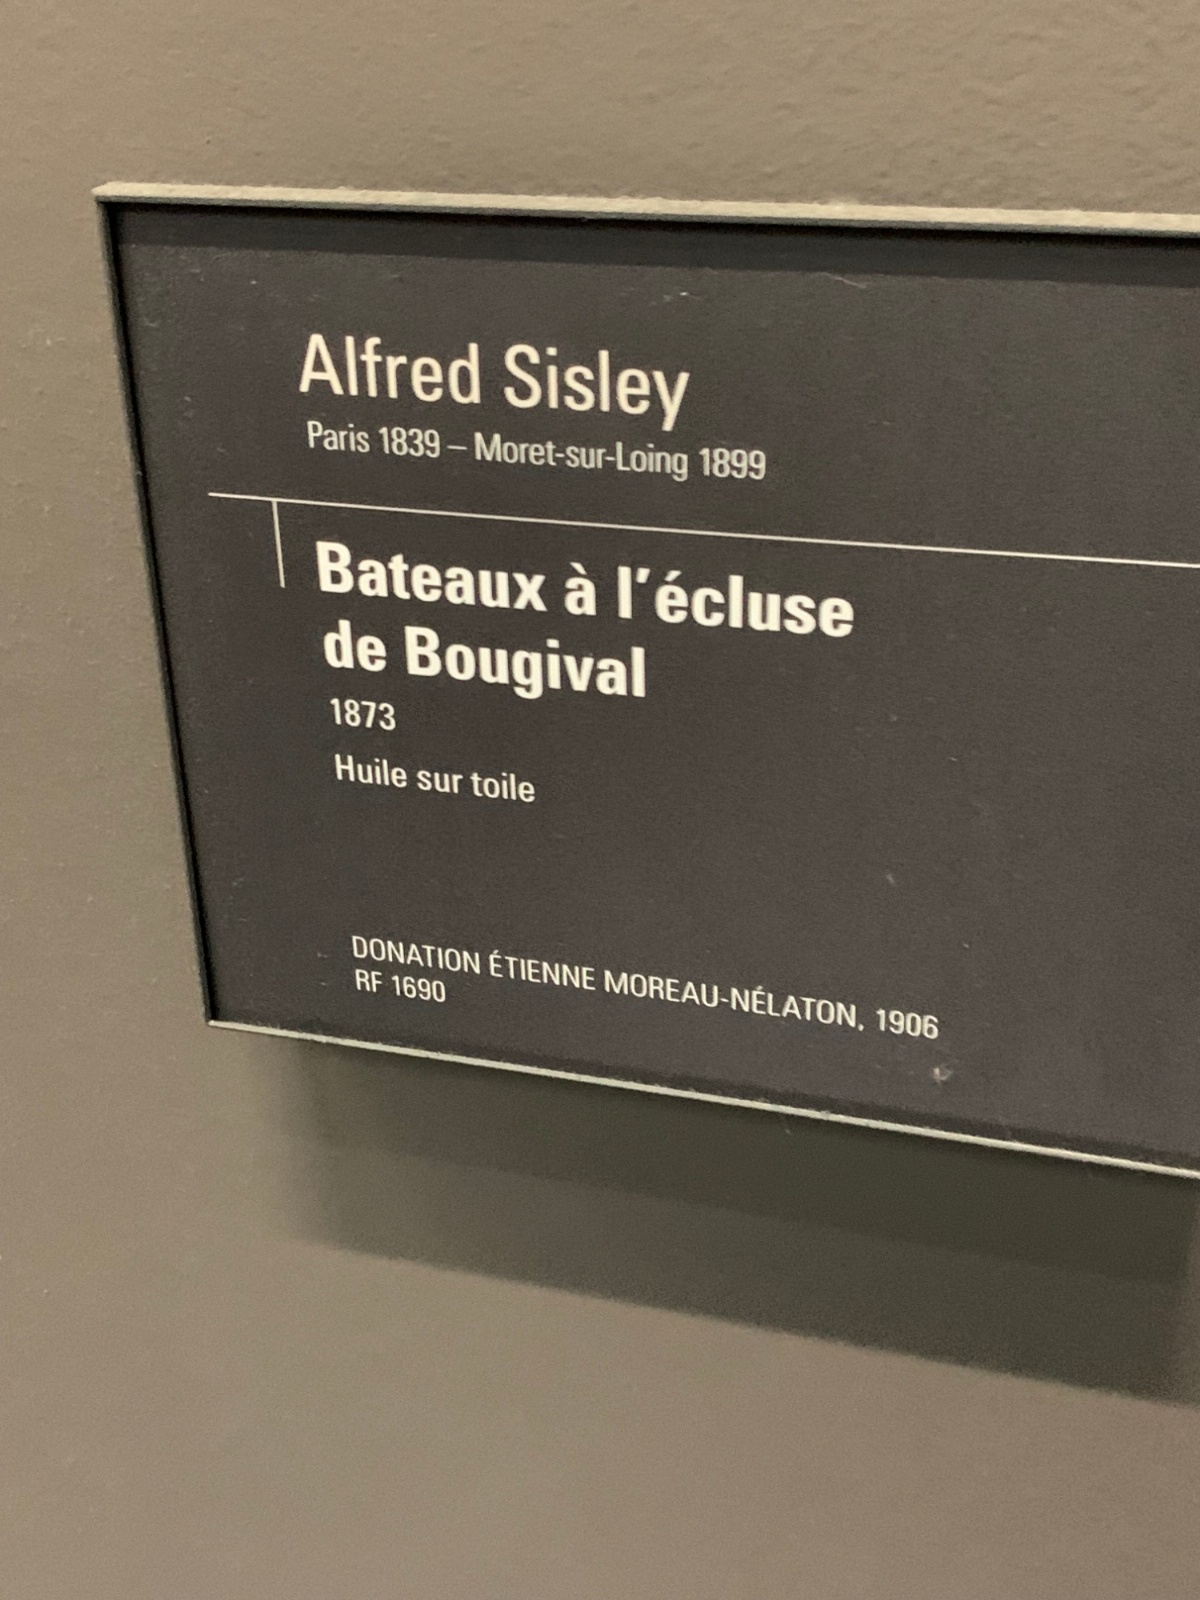 Alfred Sisley
Paris 1839 – Moret-sur-Loing 1899
Bateaux à l'écluse
de Bougival
1873
Huile sur toile
DONATION ÉTIENNE MOREAU-NÉLATON, 1906
RF 1690